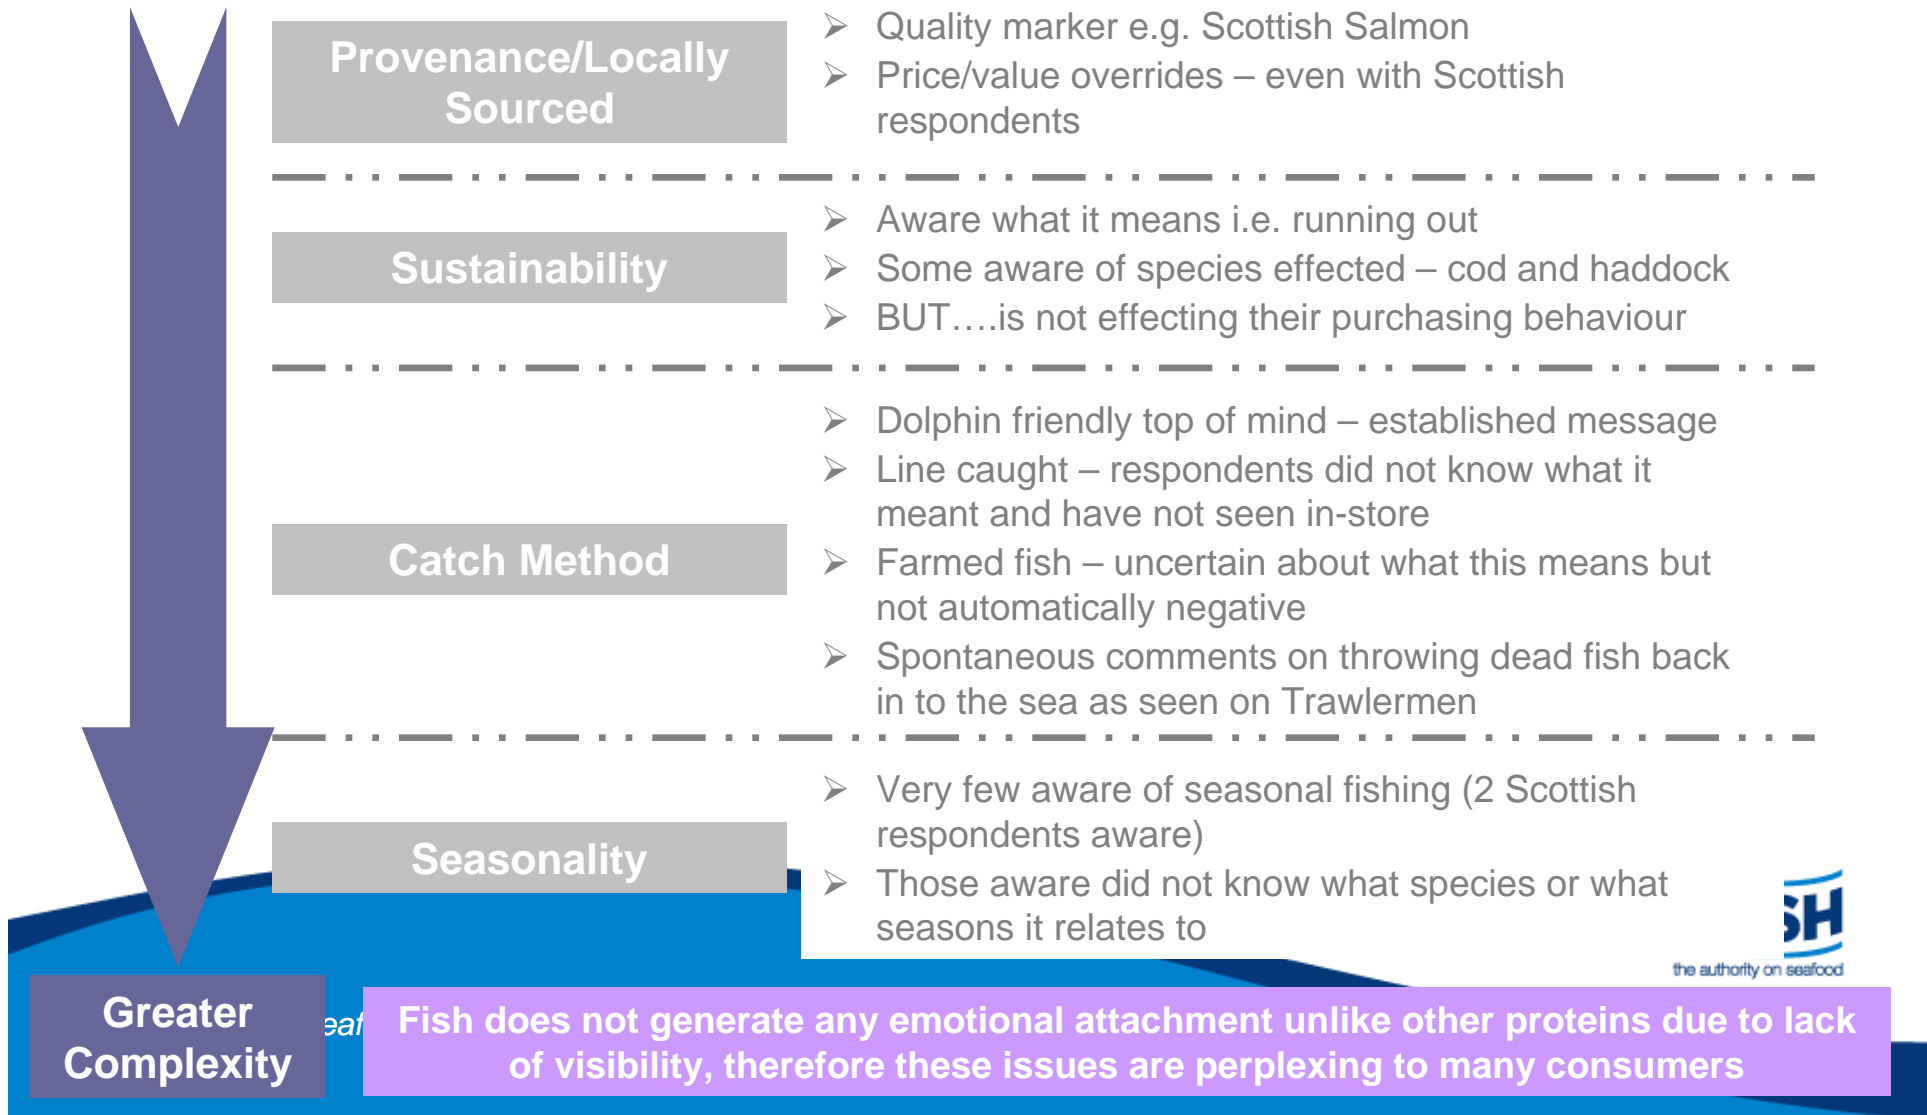 Provenance/Locally
Sourced
➢ Quality marker e.g. Scottish Salmon
➢ Price/value overrides – even with Scottish
respondents
Sustainability
➢ Aware what it means i.e. running out
➢ Some aware of species effected – cod and haddock
➢ BUT….is not effecting their purchasing behaviour
Catch Method
➢ Dolphin friendly top of mind – established message
➢ Line caught – respondents did not know what it
meant and have not seen in-store
➢ Farmed fish – uncertain about what this means but
not automatically negative
➢ Spontaneous comments on throwing dead fish back
in to the sea as seen on Trawlermen
Seasonality
➢ Very few aware of seasonal fishing (2 Scottish
respondents aware)
➢ Those aware did not know what species or what
seasons it relates to
SH
the authority on seafood
Greater
Complexity
eaf
Fish does not generate any emotional attachment unlike other proteins due to lack
of visibility, therefore these issues are perplexing to many consumers